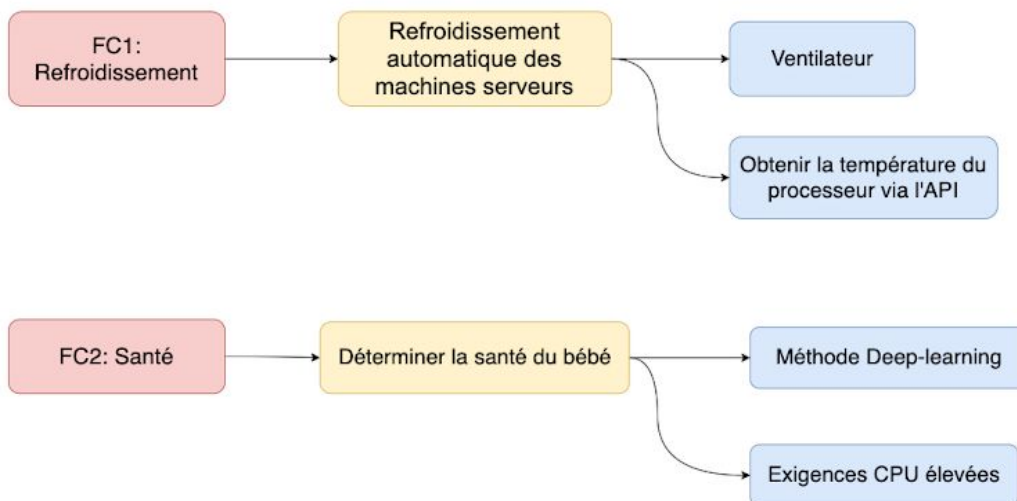 FC1:
Refroidissement
Refroidissement
automatique des
machines serveurs
Ventilateur
Obtenir la température du
processeur via l'API
FC2: Santé
Déterminer la santé du bébé
Méthode Deep-learning
Exigences CPU élevées